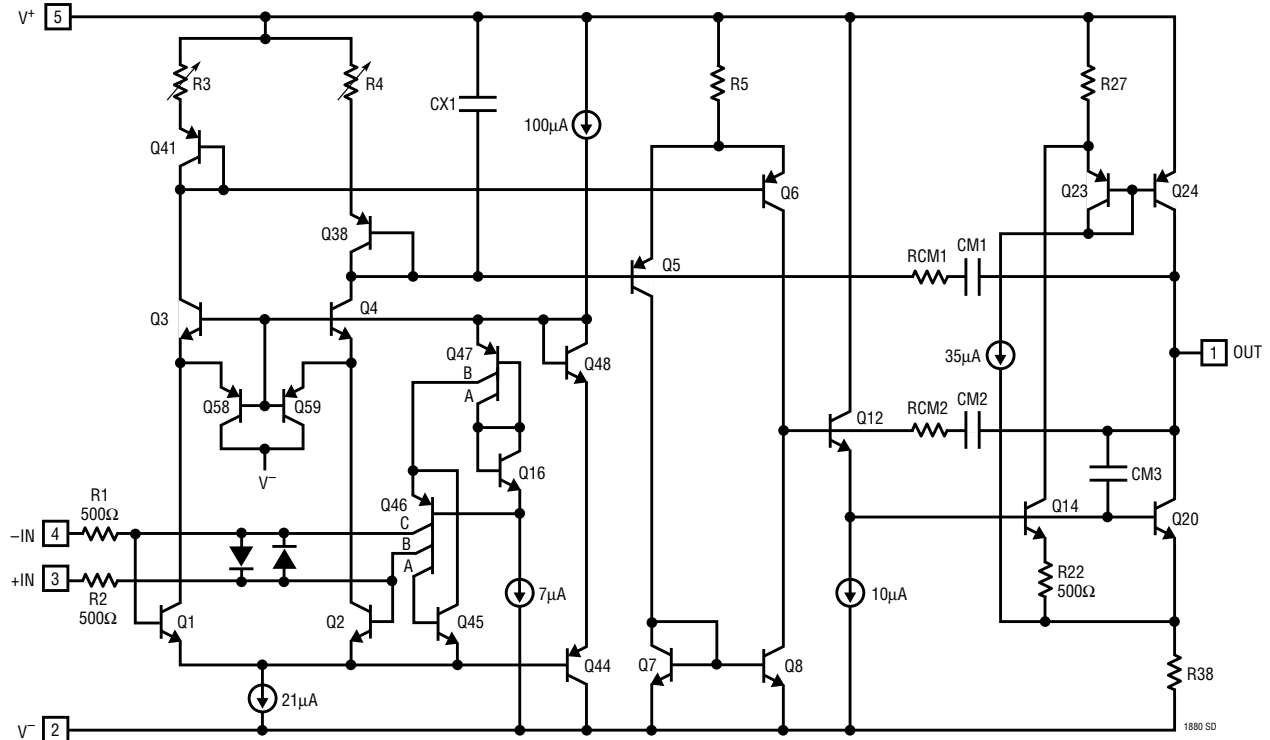 V+ 5
R3
R4
CX1
100µA
R5
R27
Q41
Q6
Q23
Q24
Q38
Q5
RCM1
CM1
Q3
Q4
Q47
B
A
Q48
35µA
1 OUT
Q58
Q59
V−
Q16
Q12
RCM2
CM2
CM3
R1
500Ω
Q46
C
B
A
Q14
Q20
−IN 4
+IN 3
R2
500Ω
7µA
10µA
R22
500Ω
Q1
Q2
Q45
Q44
Q7
Q8
R38
21µA
V− 2
1880 SD